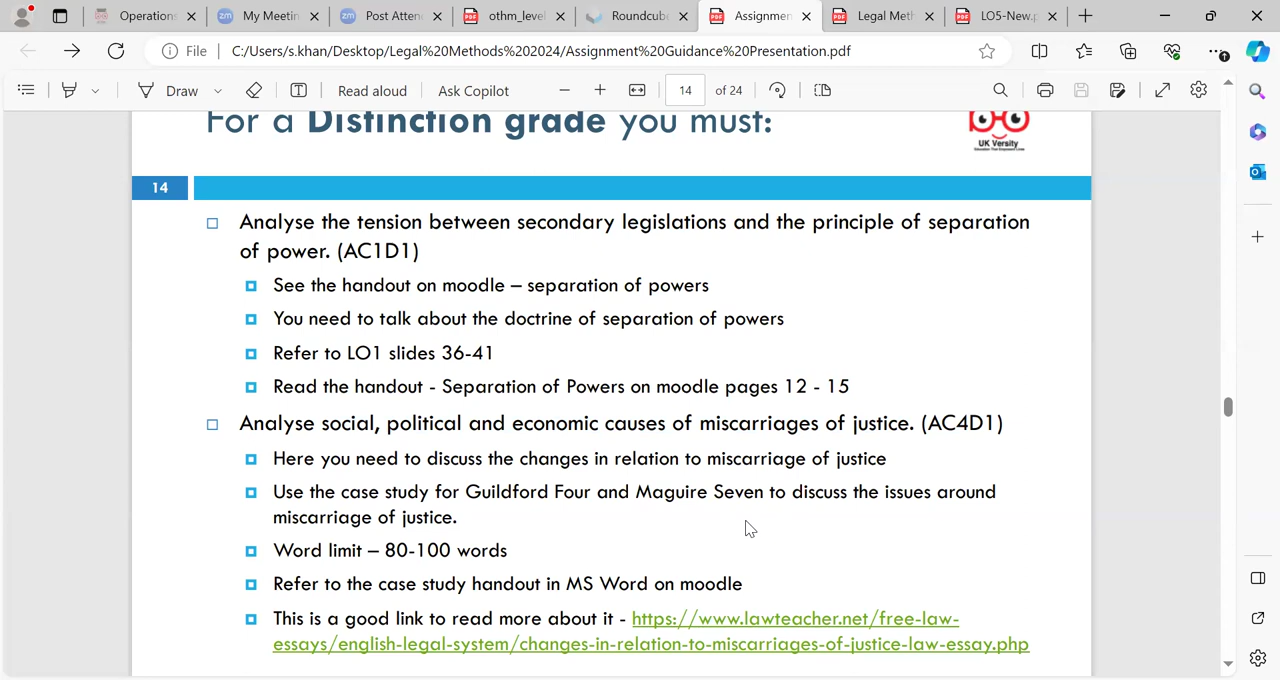 Operations
My Meetin
Post Atten
othm_level
Roundcube
Assignmen
Legal Meth
LO5-New.p
File
C:/Users/s.khan/Desktop/Legal%20Methods%202024/Assignment%20Guidance%20Presentation.pdf
Draw
Read aloud
Ask Copilot
14
of 24
For a Distinction grade you must:
UK Versity
14
Analyse the tension between secondary legislations and the principle of separation
of power. (AC1D1)
See the handout on moodle – separation of powers
You need to talk about the doctrine of separation of powers
Refer to LO1 slides 36-41
Read the handout - Separation of Powers on moodle pages 12 - 15
Analyse social, political and economic causes of miscarriages of justice. (AC4D1)
Here you need to discuss the changes in relation to miscarriage of justice
Use the case study for Guildford Four and Maguire Seven to discuss the issues around
miscarriage of justice.
Word limit – 80-100 words
Refer to the case study handout in MS Word on moodle
This is a good link to read more about it - https://www.lawteacher.net/free-law-
essays/english-legal-system/changes-in-relation-to-miscarriages-of-justice-law-essay.php